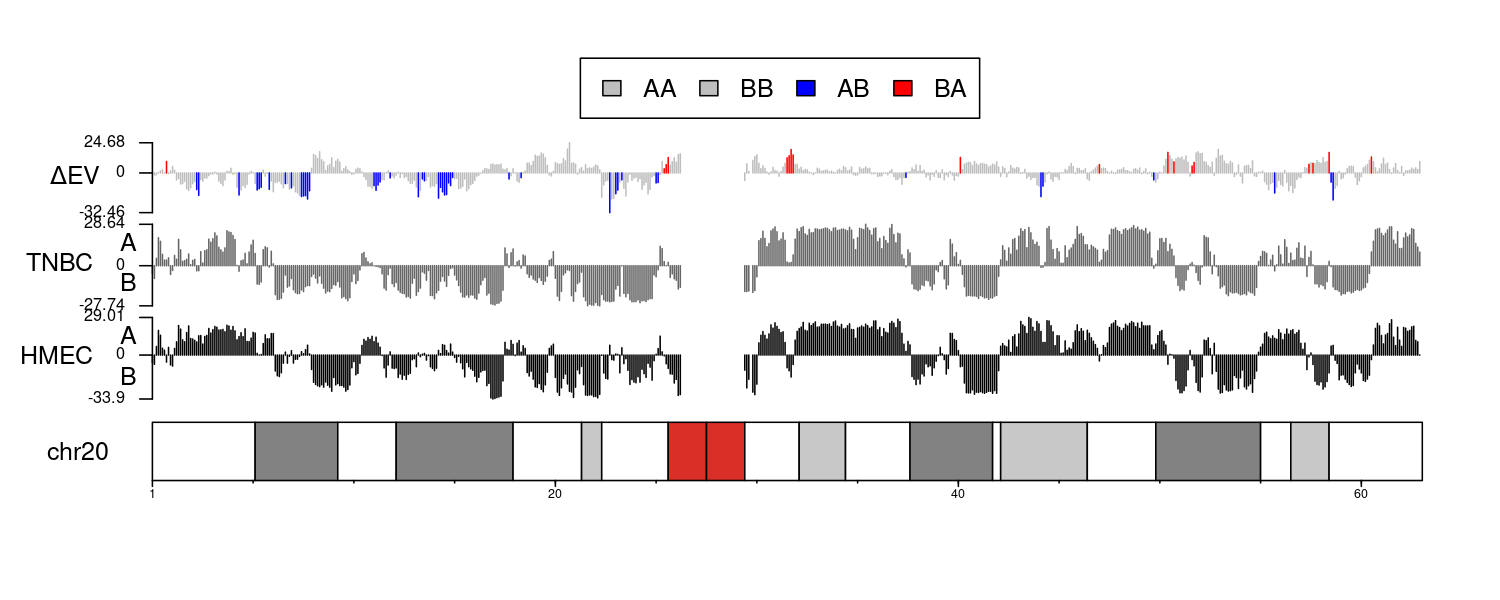 AA BB AB BA
24.68
ΔEV 0
-32.46
28.64
A
TNBC 0
B
-27.74
29.01
A
HMEC 0
B
-33.9
chr20
1 20 40 60